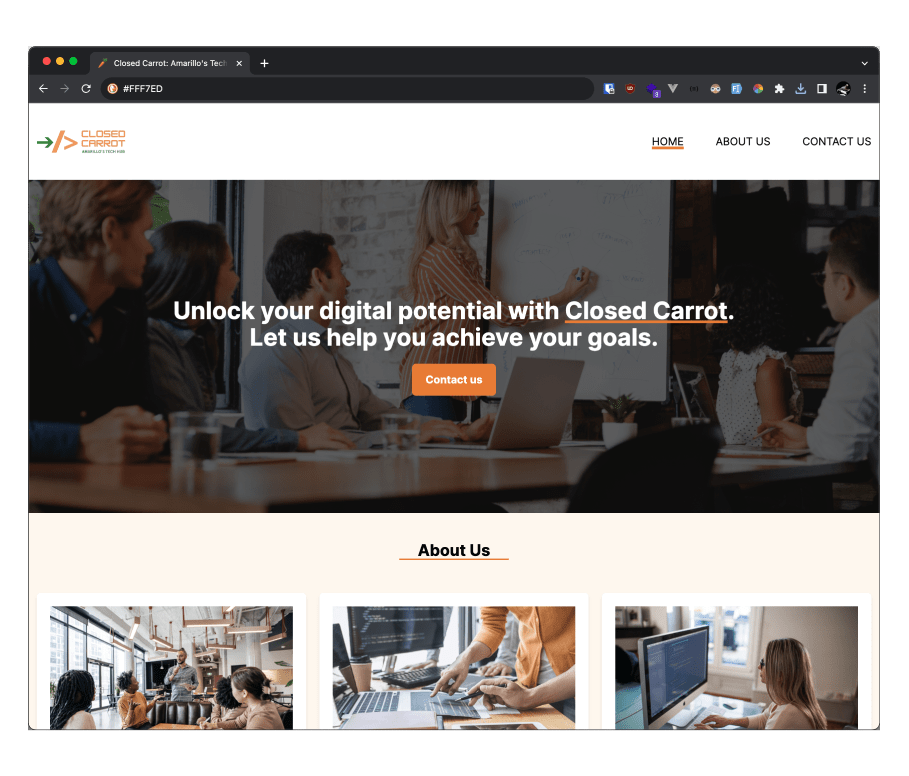 Closed Carrot: Amarillo's Tech
#FFF7ED
3
CLOSED
CARROT
AMARILLO'S TECH HUB
HOME ABOUT US CONTACT US
Unlock your digital potential with Closed Carrot.
Let us help you achieve your goals.
Contact us
About Us